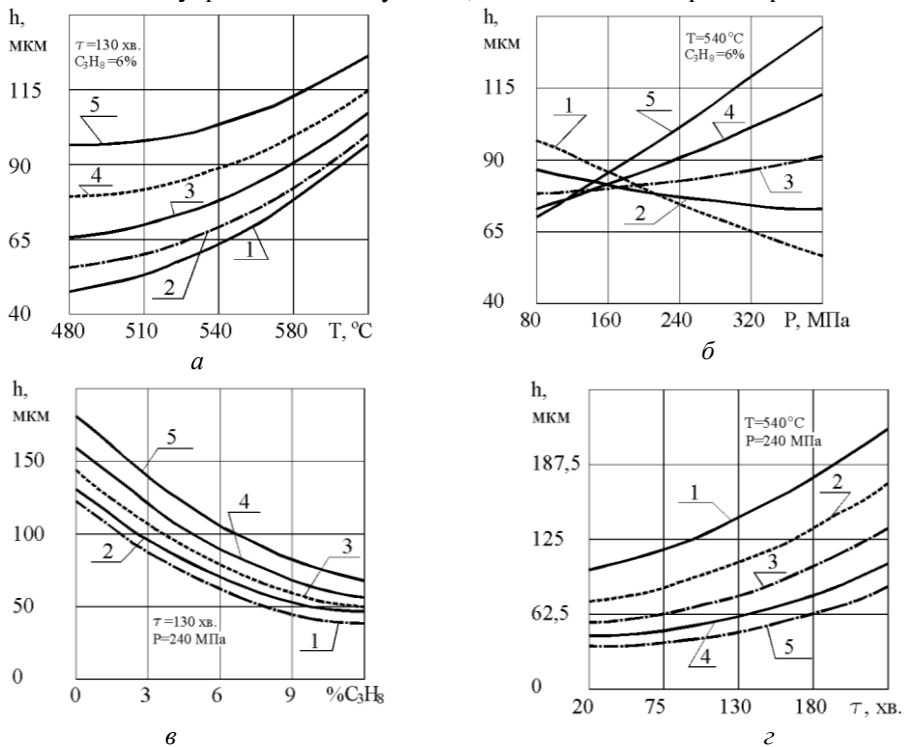 h,
мкм
τ=130 хв.
C₃H₈=6%
115
90
65
40
480
510
540
580
T, °C
5
4
3
2
1
а
h,
мкм
T=540°C
C₃H₈=6%
115
90
65
40
80
160
240
320
P, МПа
1
5
4
3
2
б
h,
мкм
150
100
50
0
0
3
6
9
%C₃H₈
5
4
3
2
1
τ=130 хв.
P=240 МПа
в
h,
мкм
T=540°C
P=240 МПа
187,5
125
62,5
0
20
75
130
180
τ, хв.
1
2
3
4
5
г